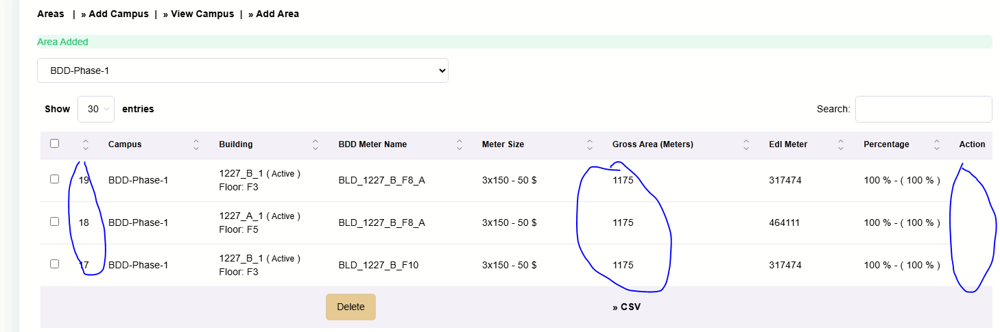 Areas | » Add Campus | » View Campus | » Add Area
Area Added
BDD-Phase-1
Show 30 entries Search:
Campus Building BDD Meter Name Meter Size Gross Area (Meters) Edl Meter Percentage Action
19 BDD-Phase-1 1227_B_1 ( Active ) BLD_1227_B_F8_A 3x150 - 50 $ 1175 317474 100 % - ( 100 % )
Floor: F3
18 BDD-Phase-1 1227_A_1 ( Active ) BLD_1227_B_F8_A 3x150 - 50 $ 1175 464111 100 % - ( 100 % )
Floor: F5
17 BDD-Phase-1 1227_B_1 ( Active ) BLD_1227_B_F10 3x150 - 50 $ 1175 317474 100 % - ( 100 % )
Floor: F3
Delete » CSV